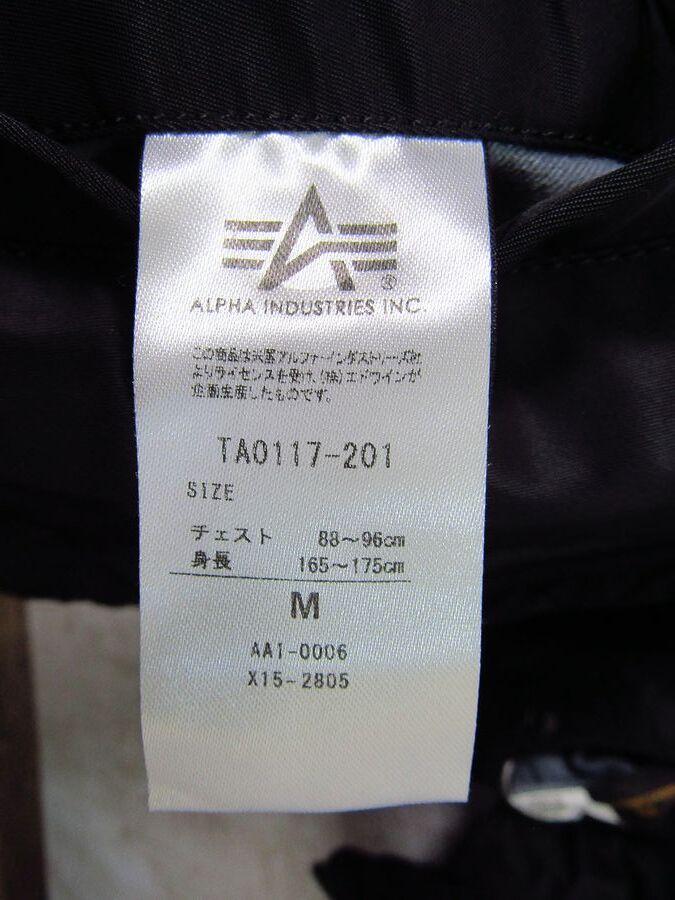 ALPHA INDUSTRIES INC.
この商品は米国アルファーインダストリーズ社
よりライセンスを受け、(株)エドウインが
企画生産したものです。
TA0117-201
SIZE
チェスト 88～96cm
身長 165～175cm
M
AA1-0006
X15-2805